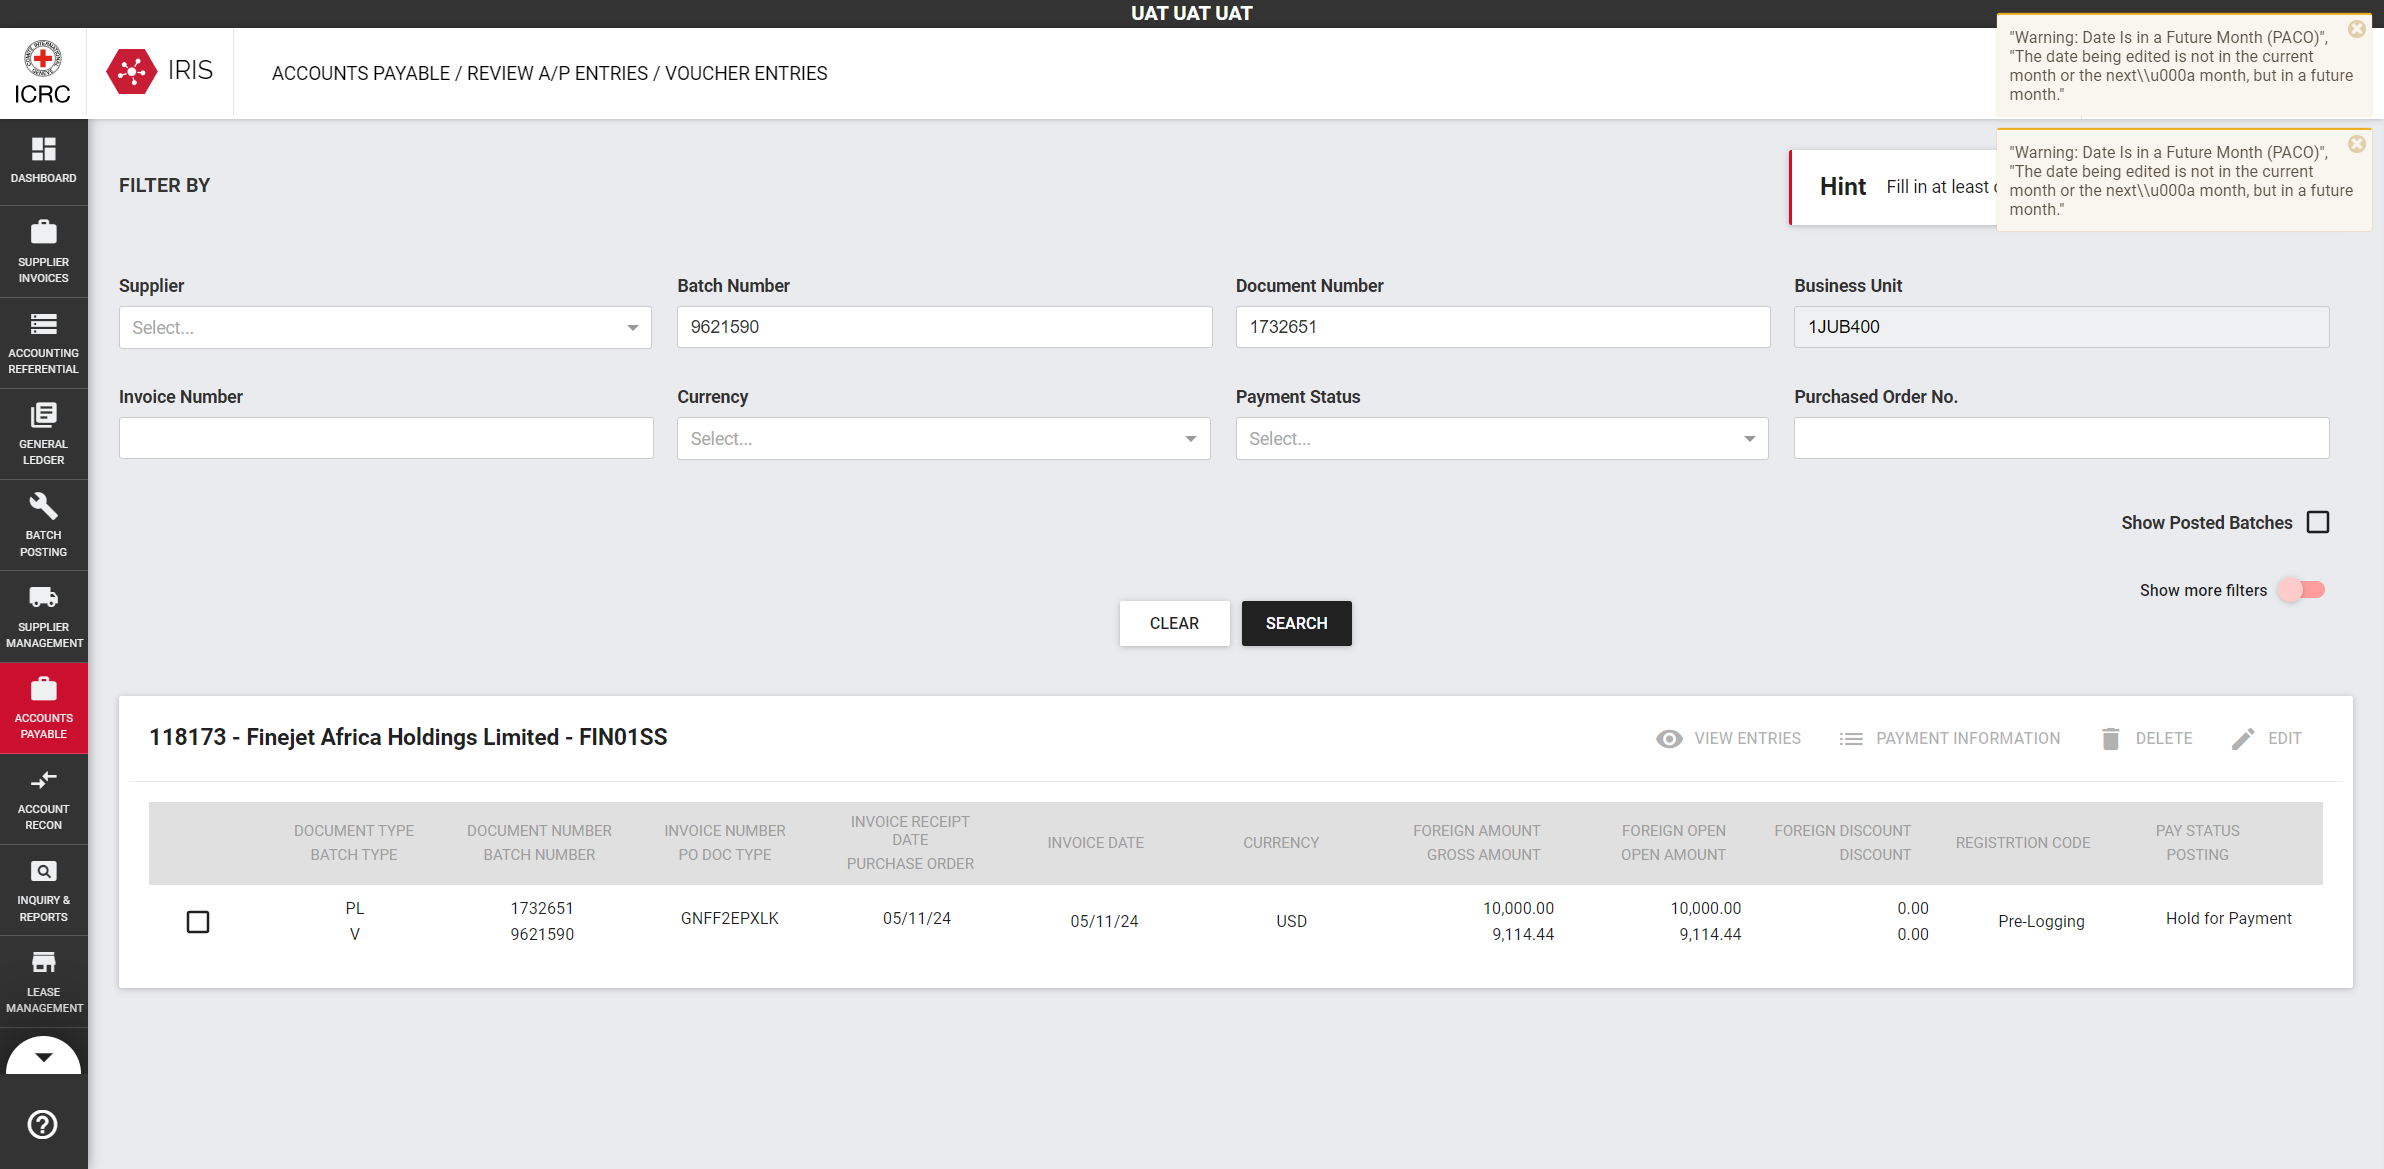 UAT UAT UAT
ICRC
IRIS
ACCOUNTS PAYABLE / REVIEW A/P ENTRIES / VOUCHER ENTRIES
"Warning: Date Is in a Future Month (PACO)",
"The date being edited is not in the current
month or the next\\u000a month, but in a future
month."
"Warning: Date Is in a Future Month (PACO)",
"The date being edited is not in the current
month or the next\\u000a month, but in a future
month."
DASHBOARD
SUPPLIER
INVOICES
ACCOUNTING
REFERENTIAL
GENERAL
LEDGER
BATCH
POSTING
SUPPLIER
MANAGEMENT
ACCOUNTS
PAYABLE
ACCOUNT
RECON
INQUIRY &
REPORTS
LEASE
MANAGEMENT
FILTER BY
Hint Fill in at least
Supplier Batch Number Document Number Business Unit
Select... 9621590 1732651 1JUB400
Invoice Number Currency Payment Status Purchased Order No.
Select... Select...
Show Posted Batches
Show more filters
CLEAR SEARCH
118173 - Finejet Africa Holdings Limited - FIN01SS
VIEW ENTRIES PAYMENT INFORMATION DELETE EDIT
DOCUMENT TYPE
BATCH TYPE
DOCUMENT NUMBER
BATCH NUMBER
INVOICE NUMBER
PO DOC TYPE
INVOICE RECEIPT
DATE
PURCHASE ORDER
INVOICE DATE
CURRENCY
FOREIGN AMOUNT
GROSS AMOUNT
FOREIGN OPEN
OPEN AMOUNT
FOREIGN DISCOUNT
DISCOUNT
REGISTRTION CODE
PAY STATUS
POSTING
PL
V
1732651
9621590
GNFF2EPXLK
05/11/24
05/11/24
USD
10,000.00
9,114.44
10,000.00
9,114.44
0.00
0.00
Pre-Logging
Hold for Payment